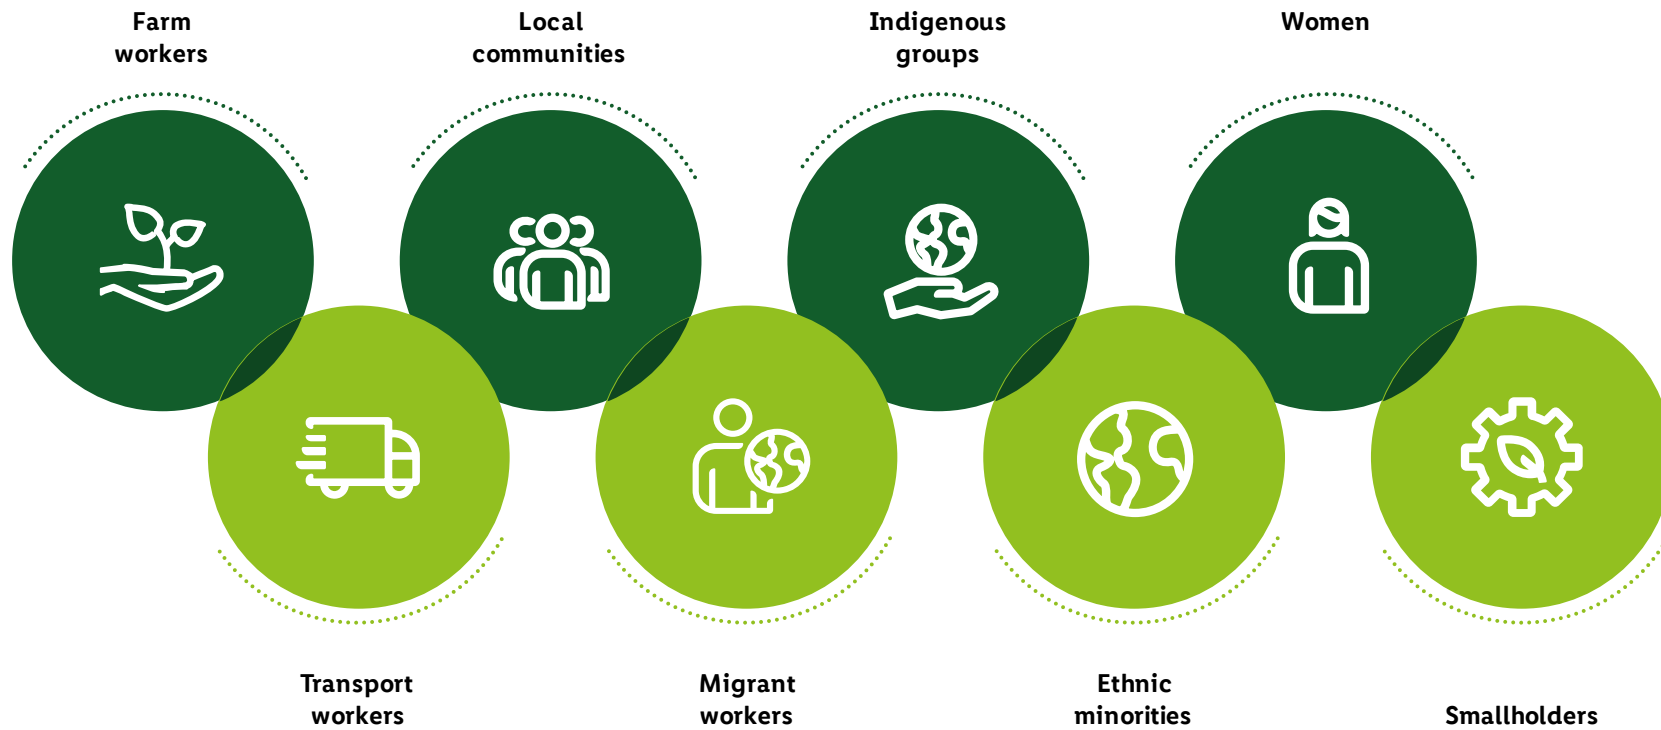 Farm
workers
Local
communities
Indigenous
groups
Women
Transport
workers
Migrant
workers
Ethnic
minorities
Smallholders